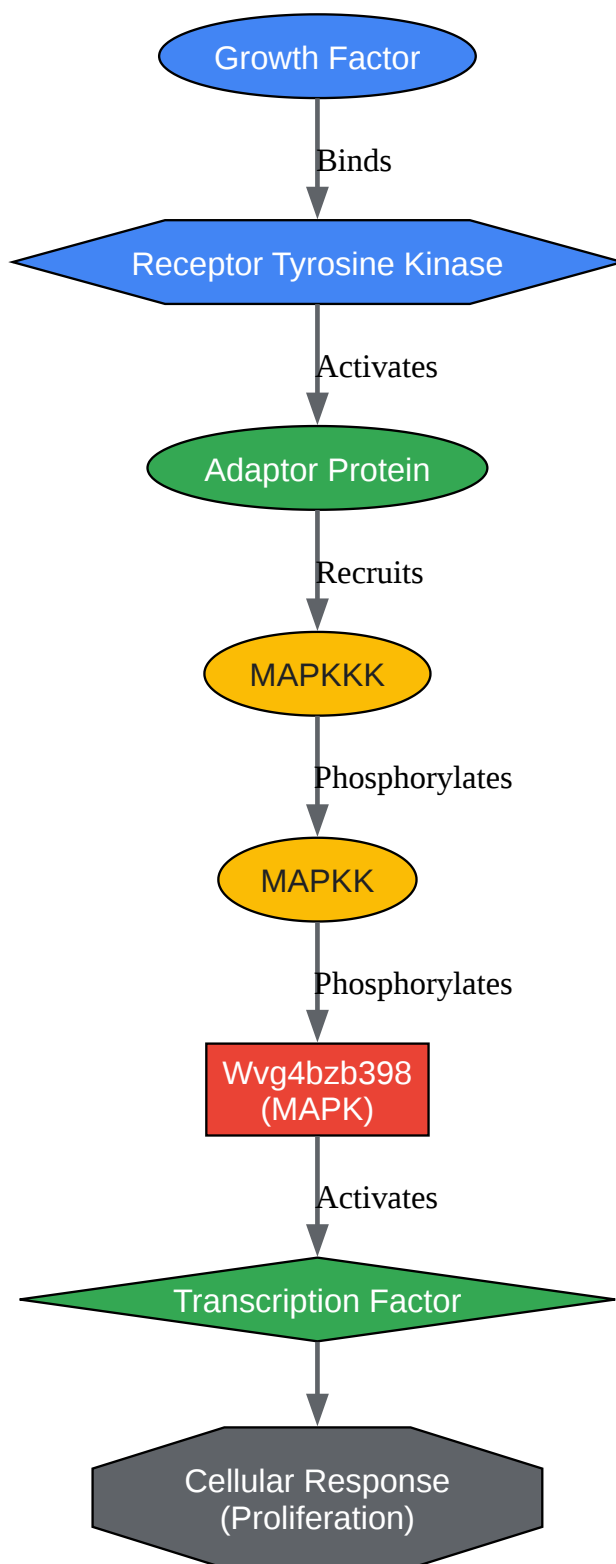 Growth Factor
Binds
Receptor Tyrosine Kinase
Activates
Adaptor Protein
Recruits
MAPKKK
Phosphorylates
MAPKK
Phosphorylates
Wvg4bzb398
(MAPK)
Activates
Transcription Factor
Cellular Response
(Proliferation)